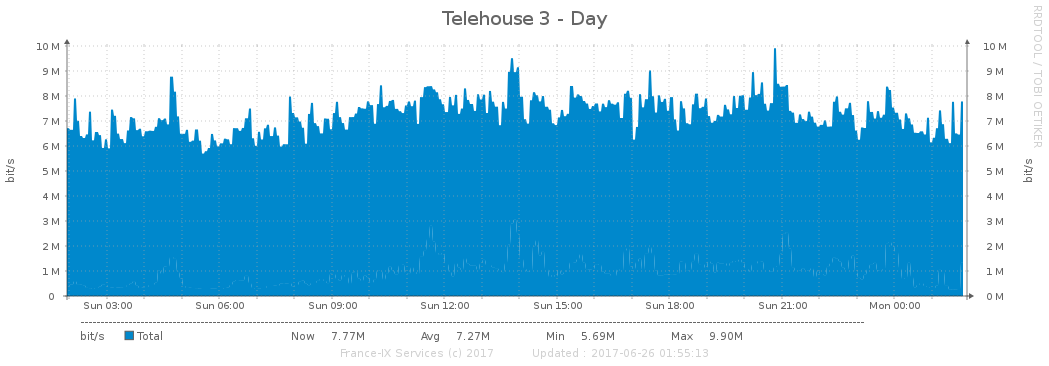 Telehouse 3 - Day
RRDTOOL / TOBI OETIKER
10 M 10 M
9 M 9 M
8 M 8 M
7 M 7 M
6 M 6 M
5 M 5 M
4 M 4 M
3 M 3 M
2 M 2 M
1 M 1 M
0 0 M
bit/s bit/s
Sun 03:00 Sun 06:00 Sun 09:00 Sun 12:00 Sun 15:00 Sun 18:00 Sun 21:00 Mon 00:00
bit/s Total Now 7.77M Avg 7.27M Min 5.69M Max 9.90M
France-IX Services (c) 2017 Updated : 2017-06-26 01:55:13